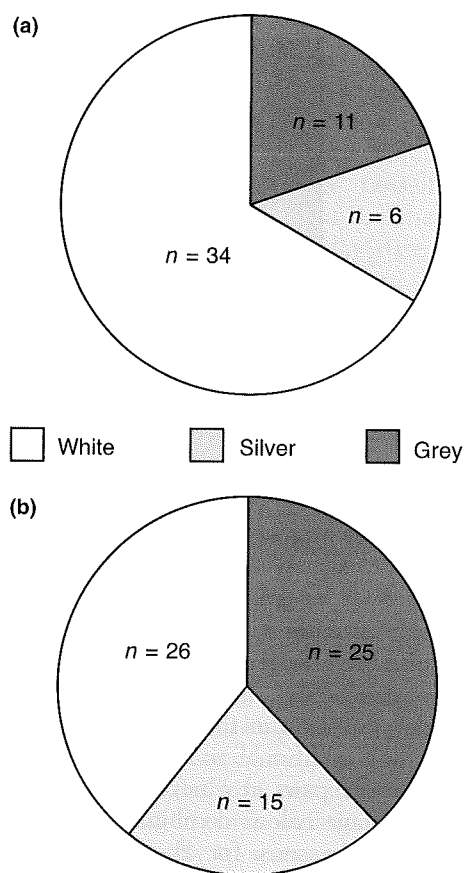 (a)
n = 11
n = 6
n = 34
White Silver Grey
(b)
n = 26 n = 25
n = 15